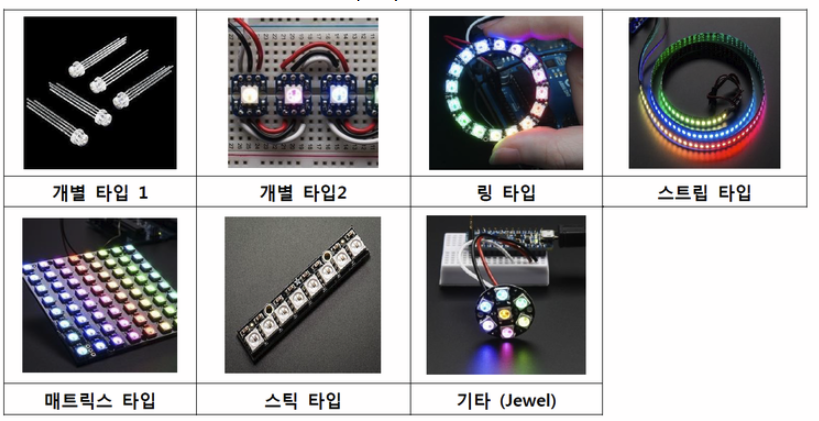 개별 타입 1
개별 타입2
링 타입
스트립 타입
매트릭스 타입
스틱 타입
기타 (Jewel)